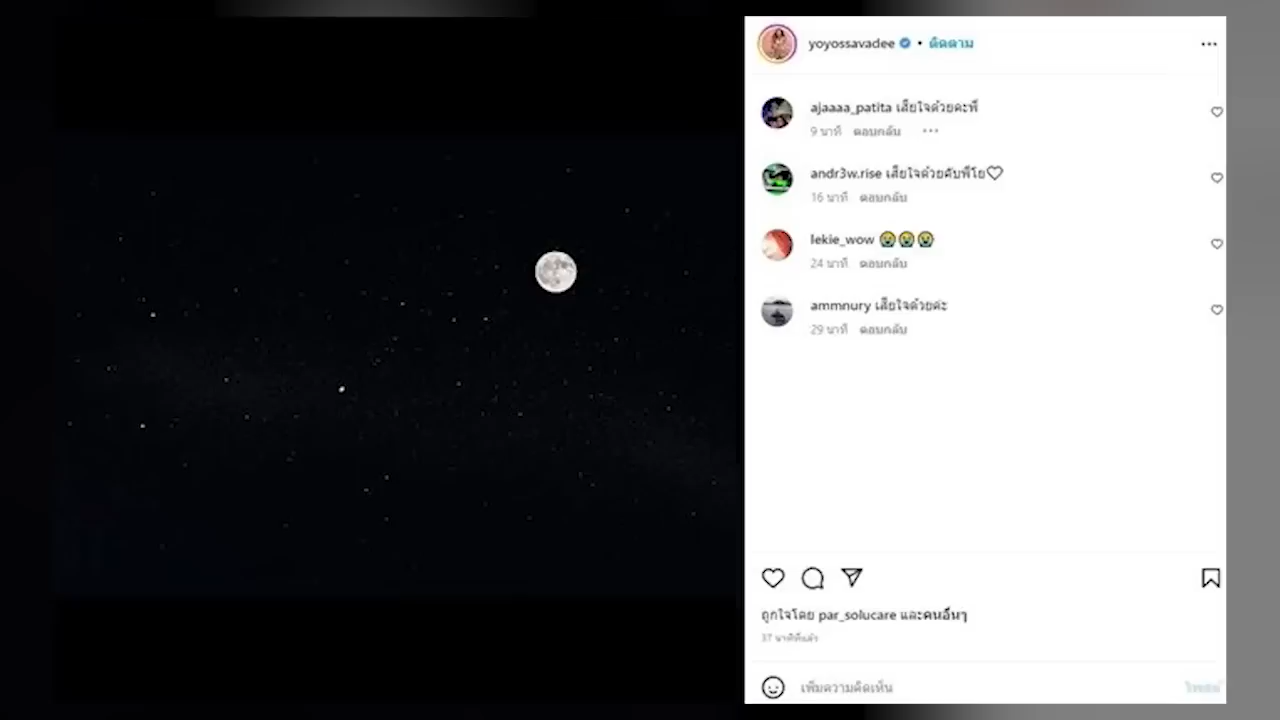 yoyossavadee • ติดตาม
ajaaaa_patita เสียใจด้วยคะพี่
9 นาที ตอบกลับ
andr3w.rise เสียใจด้วยคับพี่โย♡
16 นาที ตอบกลับ
lekie_wow 😭😭😭
24 นาที ตอบกลับ
ammnury เสียใจด้วยค่ะ
29 นาที ตอบกลับ
ถูกใจโดย par_solucare และคนอื่นๆ
37 นาทีที่แล้ว
เพิ่มความคิดเห็น
โพสต์